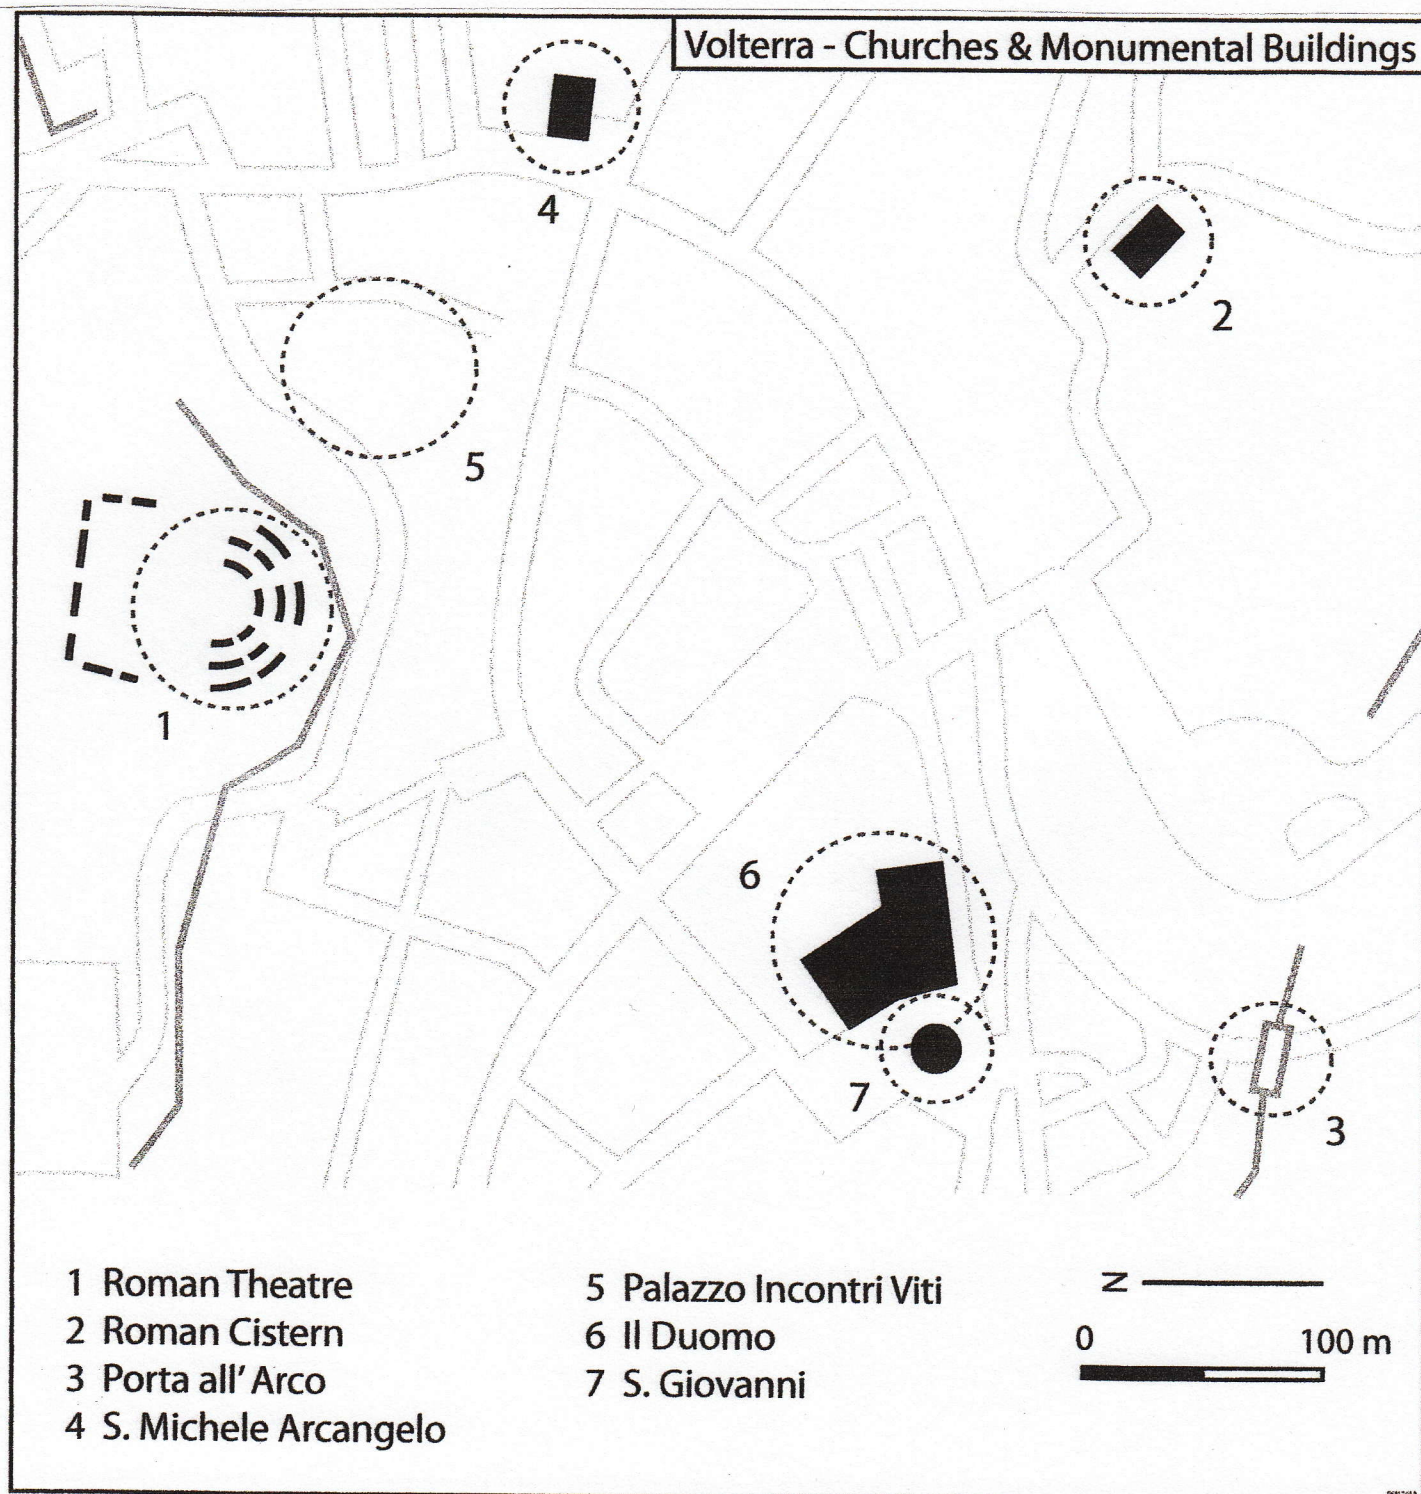 Volterra - Churches & Monumental Buildings
4
2
5
1
6
7
3
1 Roman Theatre
2 Roman Cistern
3 Porta all' Arco
4 S. Michele Arcangelo
5 Palazzo Incontri Viti
6 Il Duomo
7 S. Giovanni
N
0 100 m